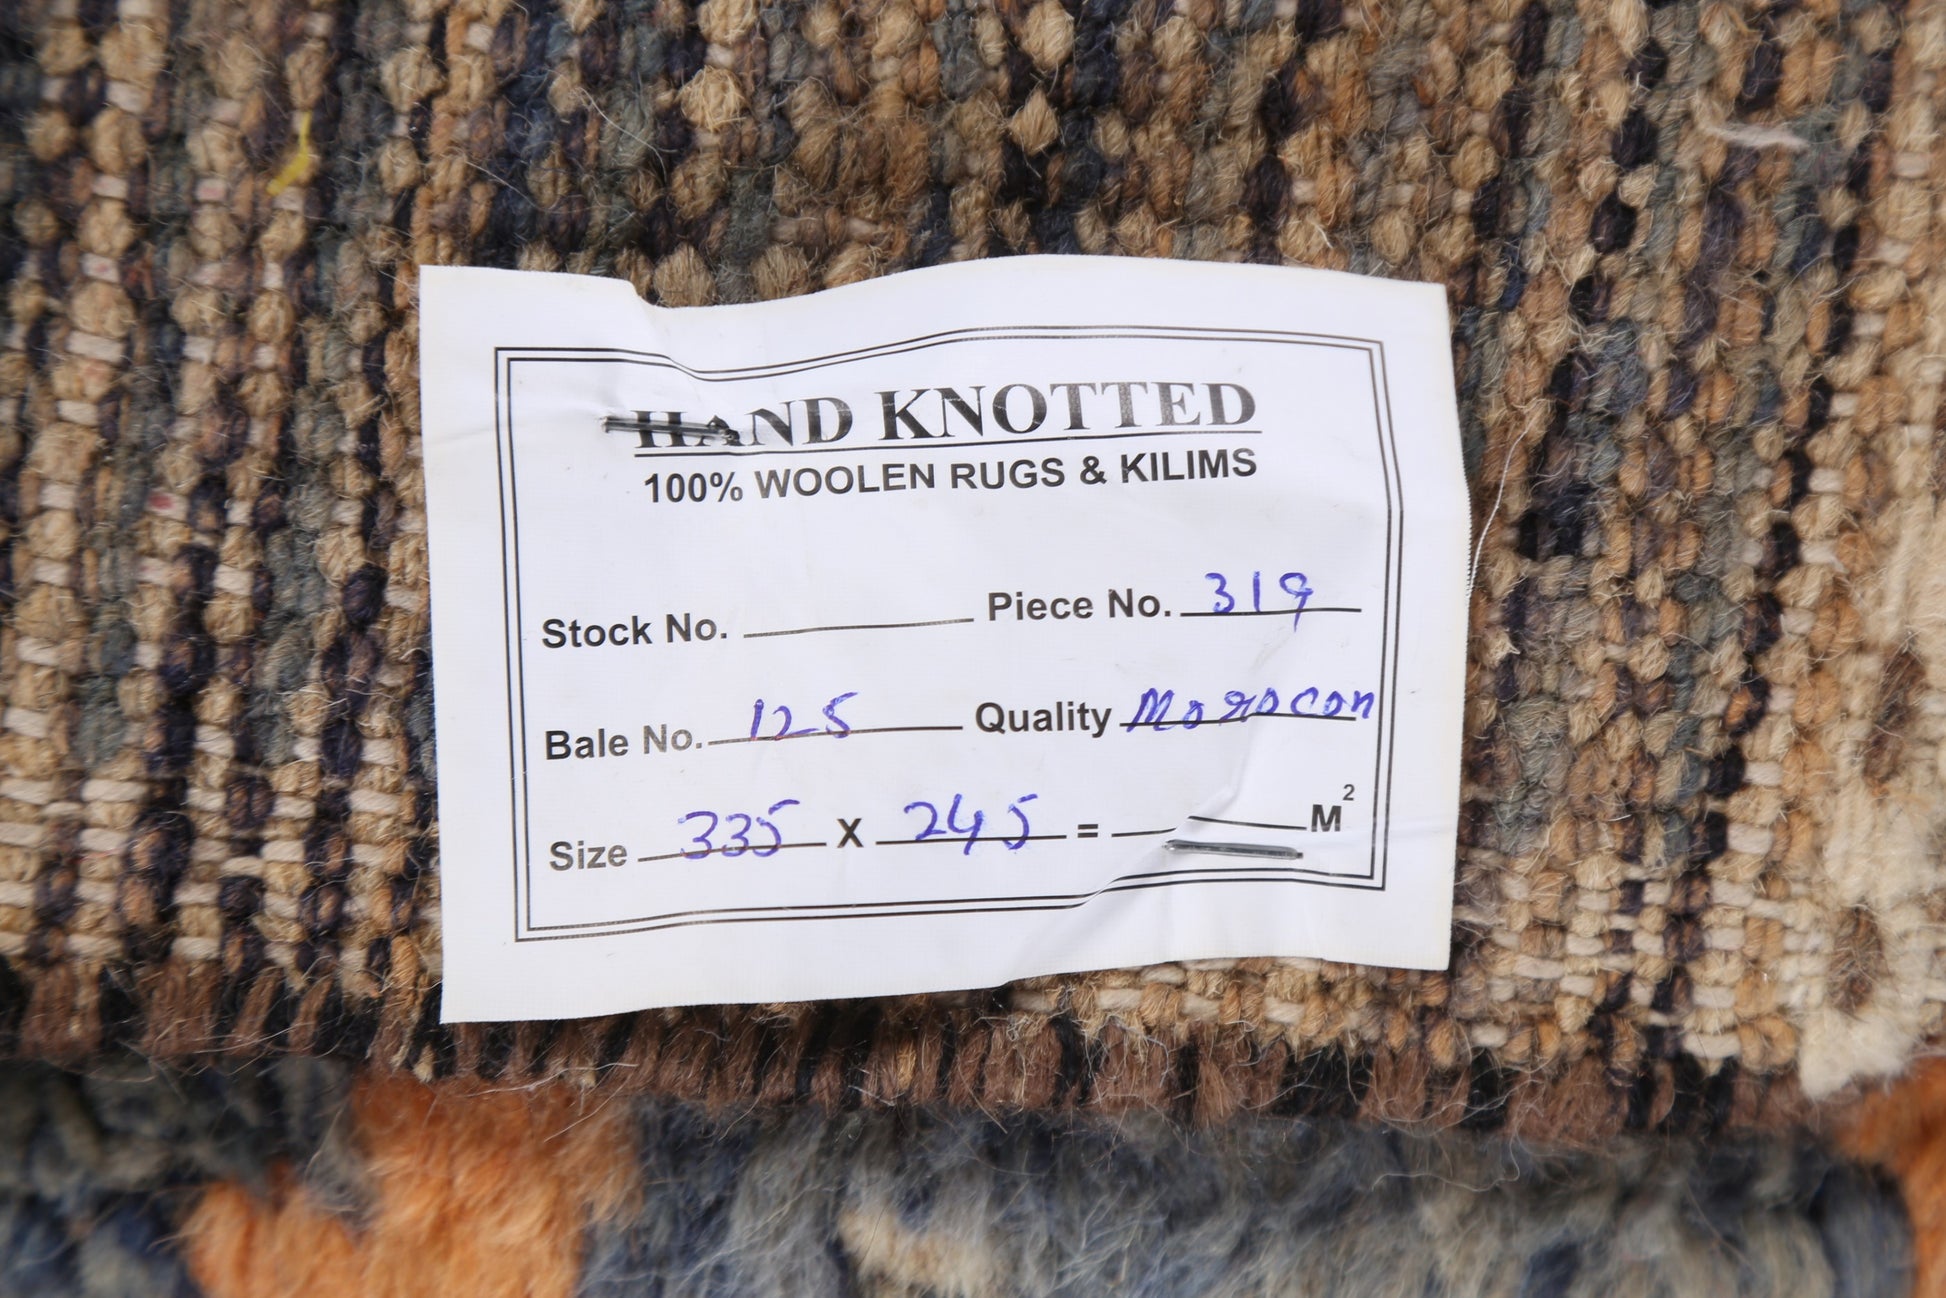 HAND KNOTTED
100% WOOLEN RUGS & KILIMS
Stock No. Piece No. 319
Bale No. 125 Quality Morocon
Size 335 X 245 = M²